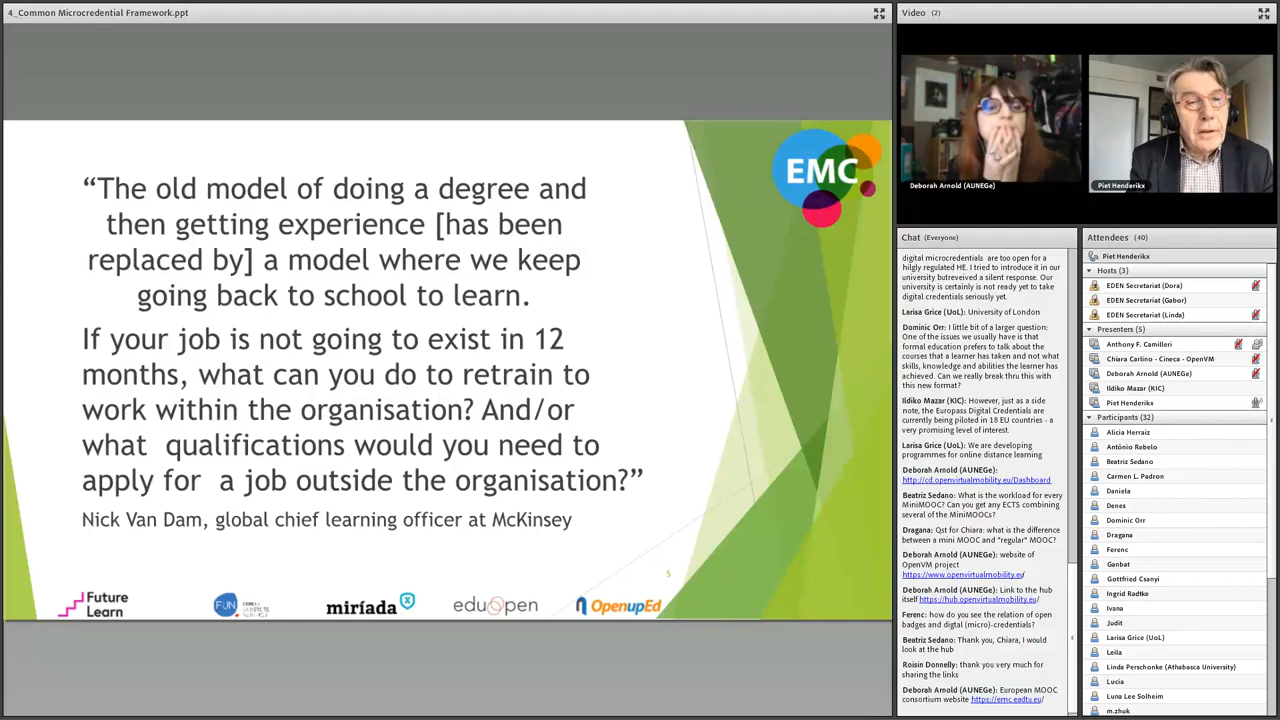 4_Common Microcredential Framework.ppt
“The old model of doing a degree and
then getting experience [has been
replaced by] a model where we keep
going back to school to learn.
If your job is not going to exist in 12
months, what can you do to retrain to
work within the organisation? And/or
what qualifications would you need to
apply for a job outside the organisation?”
Nick Van Dam, global chief learning officer at McKinsey
5
EMC
Future
Learn
FUN
miríada x
eduopen
OpenupEd
Video (2)
Deborah Arnold (AUNEGe)
Piet Henderikx
Chat (Everyone)
digital microcredentials are too open for a
hilgly regulated HE. I tried to introduce it in our
university butreveived a silent response. Our
university is certainly is not ready yet to take
digital credentials seriously yet.
Larisa Grice (UoL): University of London
Dominic Orr: I little bit of a larger question:
One of the issues we usually have is that
formal education prefers to talk about the
courses that a learner has taken and not what
skills, knowledge and abilities the learner has
achieved. Can we really break thru this with
this new format?
Ildiko Mazar (KIC): However, just as a side
note, the Europass Digital Credentials are
currently being piloted in 18 EU countries - a
very promising level of interest.
Larisa Grice (UoL): We are developing
programmes for online distance learning
Deborah Arnold (AUNEGe):
http://cd.openvirtualmobility.eu/Dashboard
Beatriz Sedano: What is the workload for every
MiniMOOC? Can you get any ECTS combining
several of the MiniMOOCs?
Dragana: Qst for Chiara: what is the difference
between a mini MOOC and "regular" MOOC?
Deborah Arnold (AUNEGe): website of
OpenVM project
https://www.openvirtualmobility.eu/
Deborah Arnold (AUNEGe): Link to the hub
itself https://hub.openvirtualmobility.eu/
Ferenc: how do you see the relation of open
badges and digtal (micro)-credentials?
Beatriz Sedano: Thank you, Chiara, I would
look at the hub
Roisin Donnelly: thank you very much for
sharing the links
Deborah Arnold (AUNEGe): European MOOC
consortium website https://emc.eadtu.eu/
Attendees (40)
Piet Henderikx
Hosts (3)
EDEN Secretariat (Dora)
EDEN Secretariat (Gabor)
EDEN Secretariat (Linda)
Presenters (5)
Anthony F. Camilleri
Chiara Carlino - Cineca - OpenVM
Deborah Arnold (AUNEGe)
Ildiko Mazar (KIC)
Piet Henderikx
Participants (32)
Alicia Herraiz
António Rebelo
Beatriz Sedano
Carmen L. Padron
Daniela
Denes
Dominic Orr
Dragana
Ferenc
Ganbat
Gottfried Csanyi
Ingrid Radtke
Ivana
Judit
Larisa Grice (UoL)
Leila
Linda Perschonke (Athabasca University)
Lucia
Luna Lee Solheim
m.zhuk